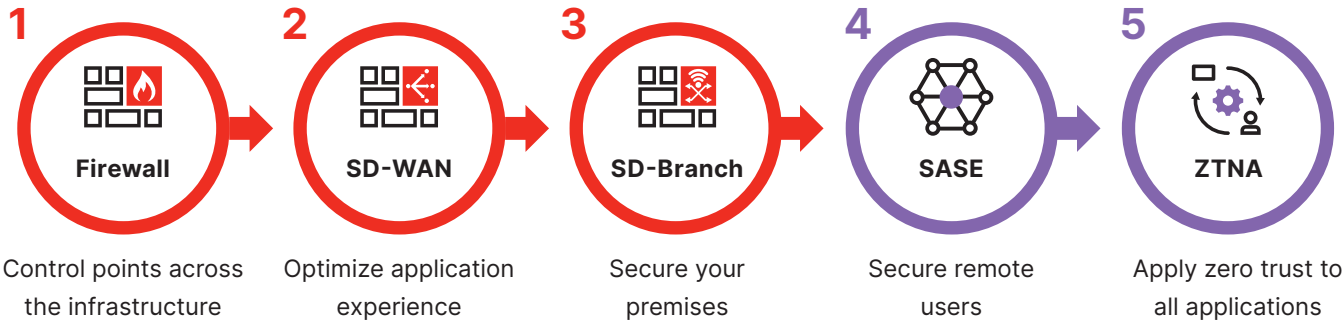 1
Firewall
Control points across
the infrastructure
2
SD-WAN
Optimize application
experience
3
SD-Branch
Secure your
premises
4
SASE
Secure remote
users
5
ZTNA
Apply zero trust to
all applications